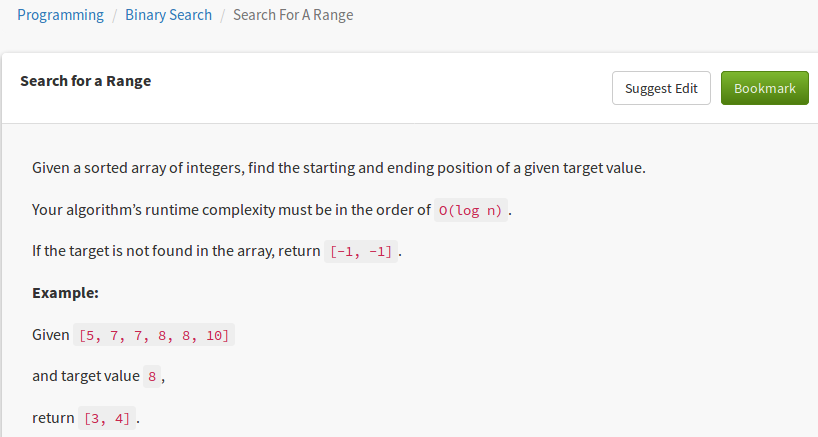 Programming / Binary Search / Search For A Range
Search for a Range
Suggest Edit
Bookmark
Given a sorted array of integers, find the starting and ending position of a given target value.
Your algorithm’s runtime complexity must be in the order of O(log n) .
If the target is not found in the array, return [-1, -1] .
Example:
Given [5, 7, 7, 8, 8, 10]
and target value 8 ,
return [3, 4] .